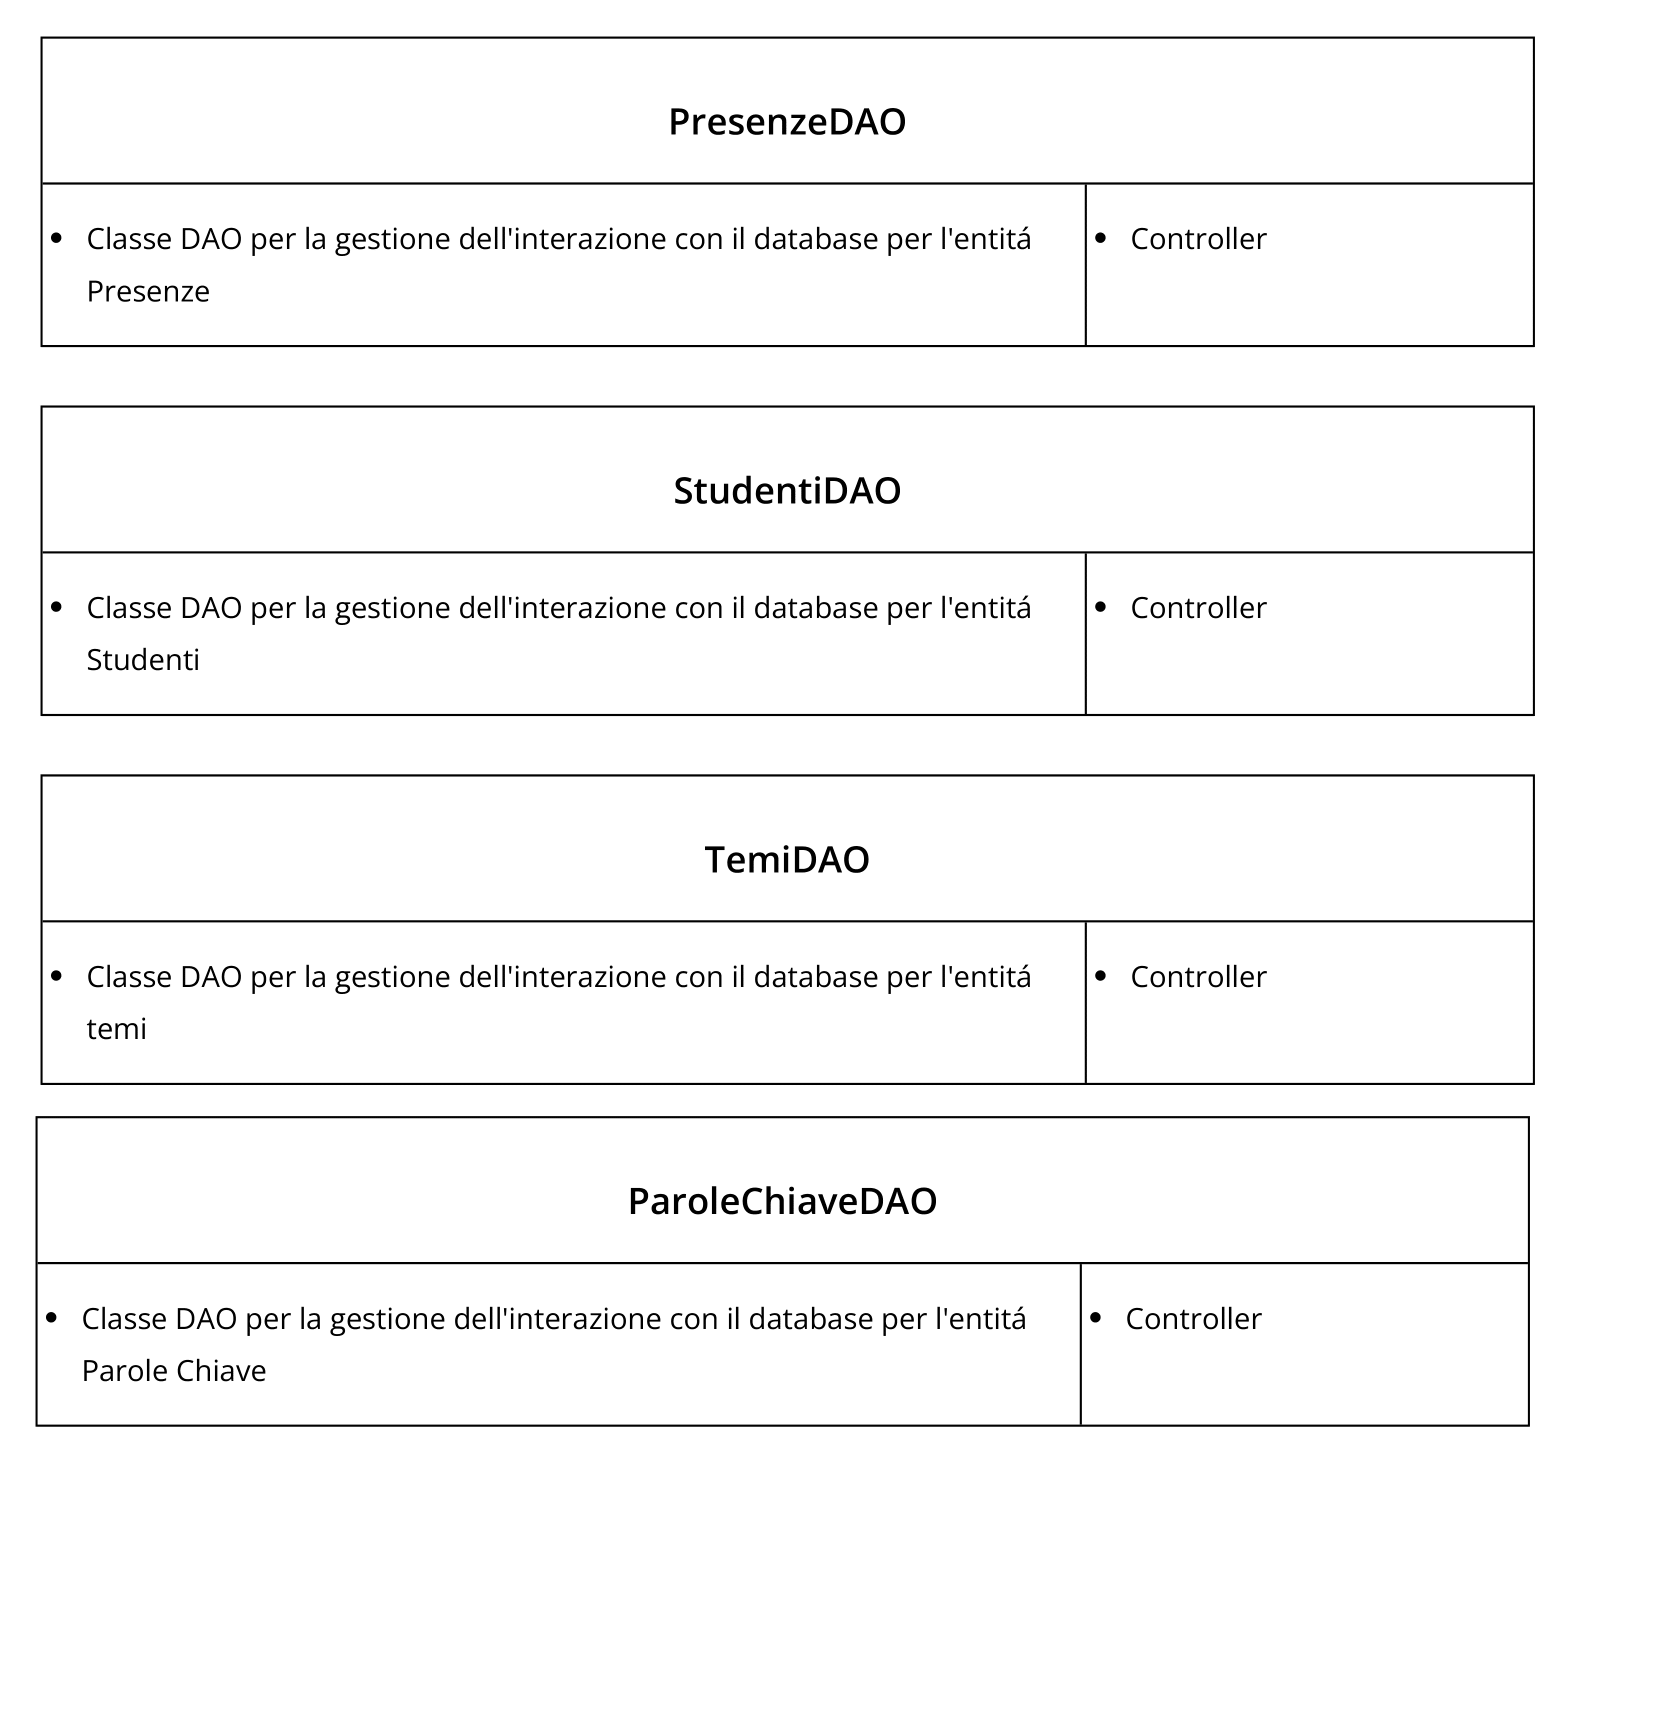 PresenzeDAO
• Classe DAO per la gestione dell'interazione con il database per l'entitá
Presenze
• Controller
StudentiDAO
• Classe DAO per la gestione dell'interazione con il database per l'entitá
Studenti
• Controller
TemiDAO
• Classe DAO per la gestione dell'interazione con il database per l'entitá
temi
• Controller
ParoleChiaveDAO
• Classe DAO per la gestione dell'interazione con il database per l'entitá
Parole Chiave
• Controller